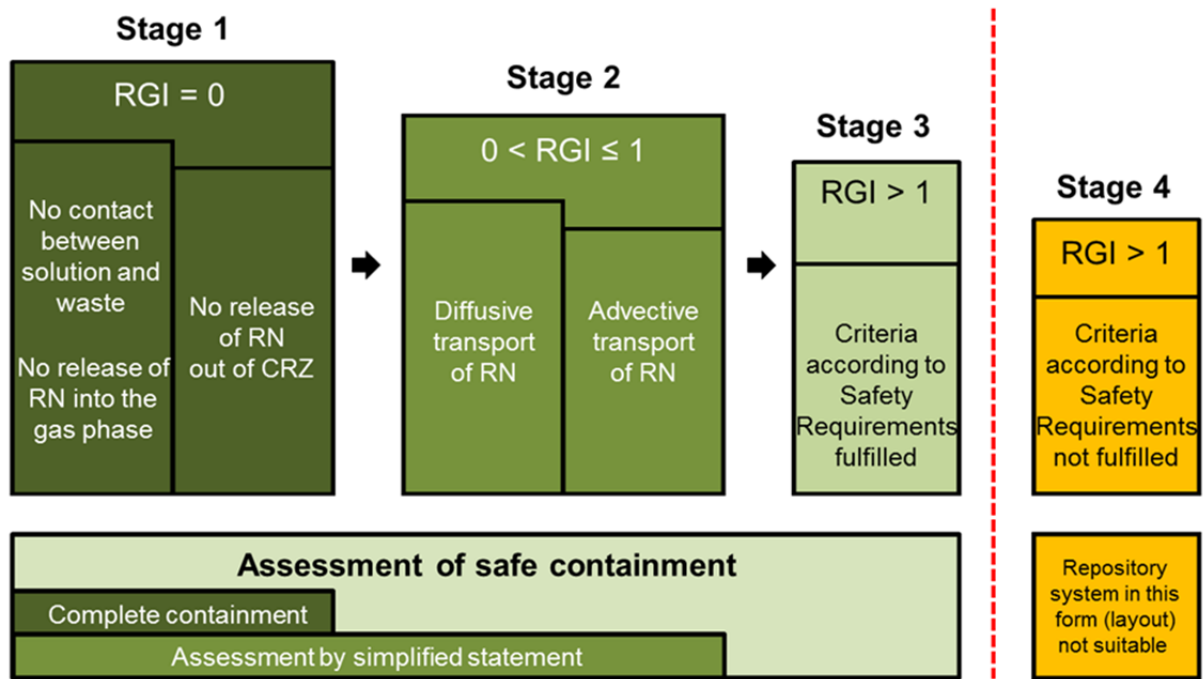 Stage 1
RGI = 0
No contact
between
solution and
waste
No release of
RN into the
gas phase
No release
of RN
out of CRZ
Stage 2
0 < RGI ≤ 1
Diffusive
transport
of RN
Advective
transport
of RN
Stage 3
RGI > 1
Criteria
according to
Safety
Requirements
fulfilled
Stage 4
RGI > 1
Criteria
according to
Safety
Requirements
not fulfilled
Assessment of safe containment
Complete containment
Assessment by simplified statement
Repository
system in this
form (layout)
not suitable